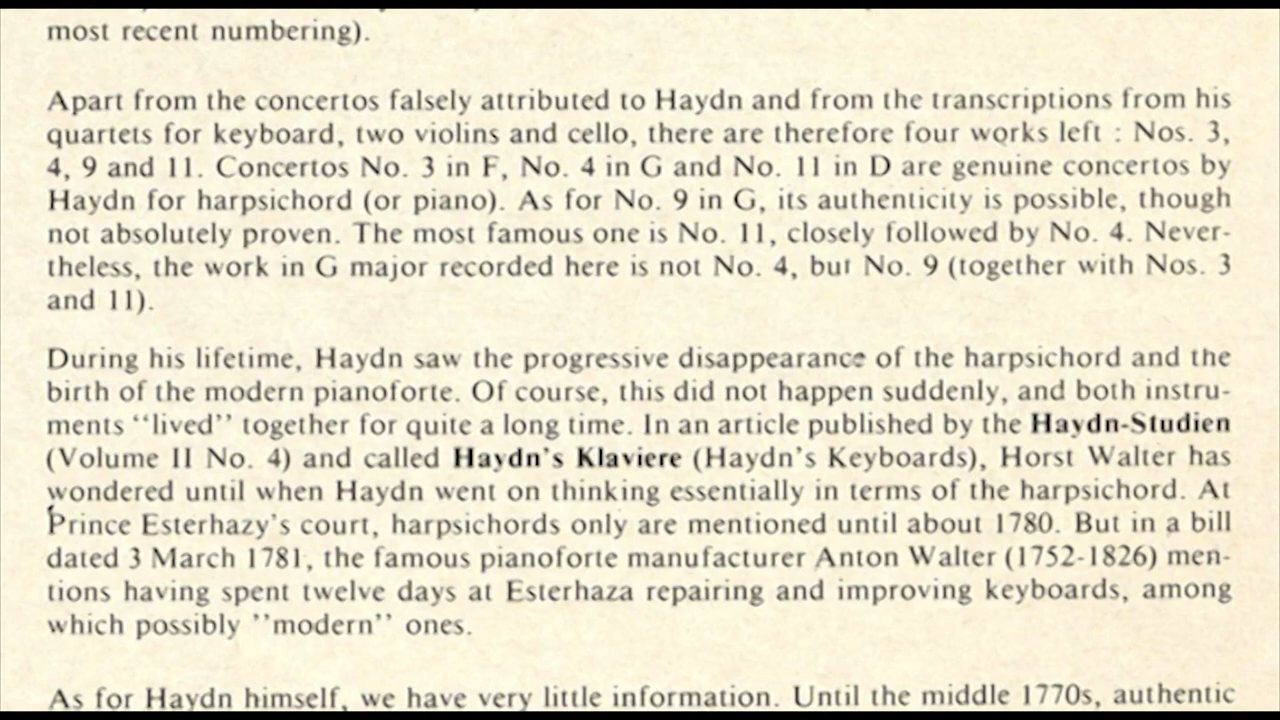 most recent numbering).
Apart from the concertos falsely attributed to Haydn and from the transcriptions from his
quartets for keyboard, two violins and cello, there are therefore four works left : Nos. 3,
4, 9 and 11. Concertos No. 3 in F, No. 4 in G and No. 11 in D are genuine concertos by
Haydn for harpsichord (or piano). As for No. 9 in G, its authenticity is possible, though
not absolutely proven. The most famous one is No. 11, closely followed by No. 4. Never-
theless, the work in G major recorded here is not No. 4, but No. 9 (together with Nos. 3
and 11).
During his lifetime, Haydn saw the progressive disappearance of the harpsichord and the
birth of the modern pianoforte. Of course, this did not happen suddenly, and both instru-
ments ‘‘lived’’ together for quite a long time. In an article published by the Haydn-Studien
(Volume II No. 4) and called Haydn's Klaviere (Haydn's Keyboards), Horst Walter has
wondered until when Haydn went on thinking essentially in terms of the harpsichord. At
Prince Esterhazy's court, harpsichords only are mentioned until about 1780. But in a bill
dated 3 March 1781, the famous pianoforte manufacturer Anton Walter (1752-1826) men-
tions having spent twelve days at Esterhaza repairing and improving keyboards, among
which possibly ’’modern’’ ones.
As for Haydn himself, we have very little information. Until the middle 1770s, authentic